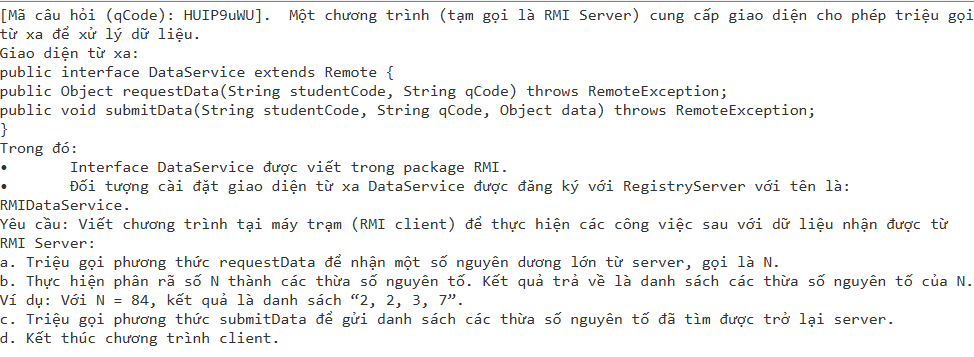 [Mã câu hỏi (qCode): HUIP9uWU].  Một chương trình (tạm gọi là RMI Server) cung cấp giao diện cho phép triệu gọi
từ xa để xử lý dữ liệu.
Giao diện từ xa:
public interface DataService extends Remote {
public Object requestData(String studentCode, String qCode) throws RemoteException;
public void submitData(String studentCode, String qCode, Object data) throws RemoteException;
}
Trong đó:
•	Interface DataService được viết trong package RMI.
•	Đối tượng cài đặt giao diện từ xa DataService được đăng ký với RegistryServer với tên là:
RMIDataService.
Yêu cầu: Viết chương trình tại máy trạm (RMI client) để thực hiện các công việc sau với dữ liệu nhận được từ
RMI Server:
a. Triệu gọi phương thức requestData để nhận một số nguyên dương lớn từ server, gọi là N.
b. Thực hiện phân rã số N thành các thừa số nguyên tố. Kết quả trả về là danh sách các thừa số nguyên tố của N.
Ví dụ: Với N = 84, kết quả là danh sách “2, 2, 3, 7”.
c. Triệu gọi phương thức submitData để gửi danh sách các thừa số nguyên tố đã tìm được trở lại server.
d. Kết thúc chương trình client.